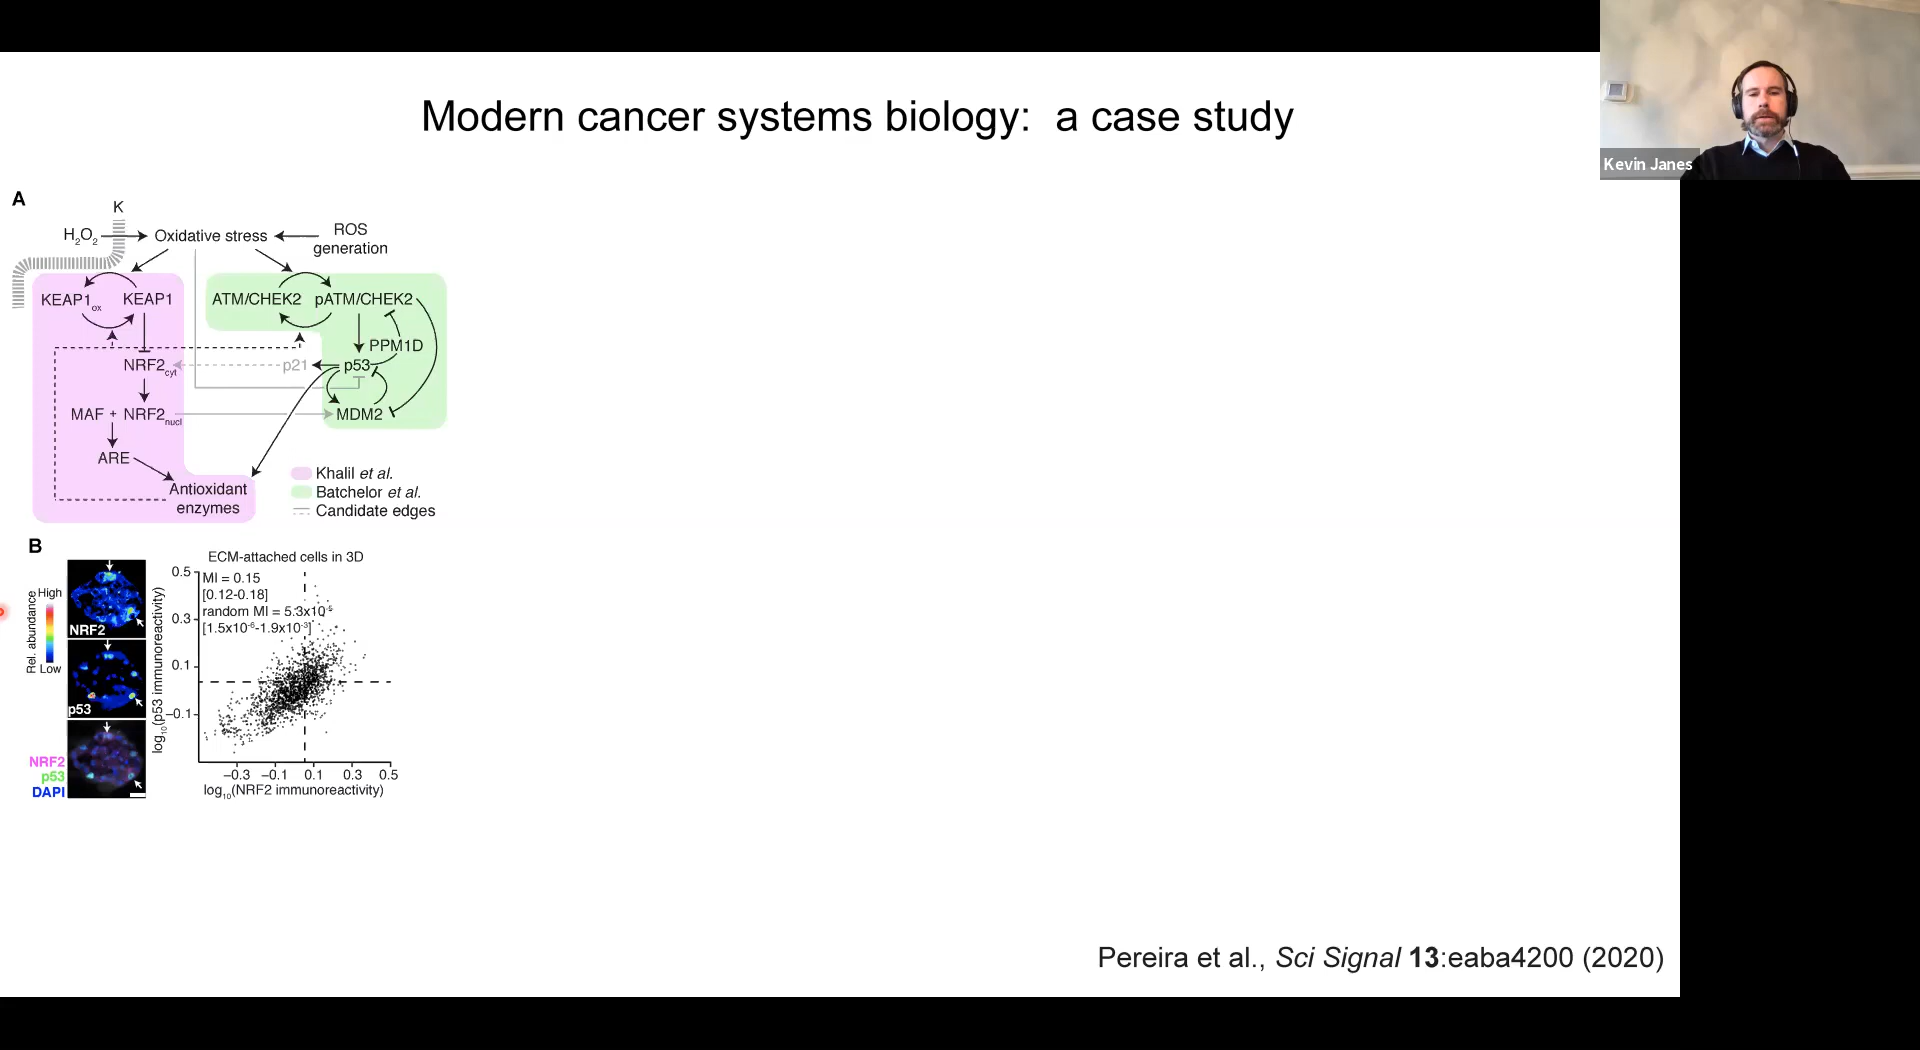 Modern cancer systems biology: a case study
Kevin Janes
A
K
H2O2
Oxidative stress
ROS
generation
KEAP1ox
KEAP1
ATM/CHEK2
pATM/CHEK2
PPM1D
NRF2cyt
p21
p53
MAF + NRF2nucl
MDM2
ARE
Antioxidant
enzymes
Khalil et al.
Batchelor et al.
Candidate edges
B
Rel. abundance
High
Low
NRF2
p53
NRF2
p53
DAPI
ECM-attached cells in 3D
MI = 0.15
[0.12-0.18]
random MI = 5.3x10-5
[1.5x10-6-1.9x10-3]
log10(p53 immunoreactivity)
0.5
0.3
0.1
−0.1
−0.3 −0.1 0.1 0.3 0.5
log10(NRF2 immunoreactivity)
Pereira et al., Sci Signal 13:eaba4200 (2020)